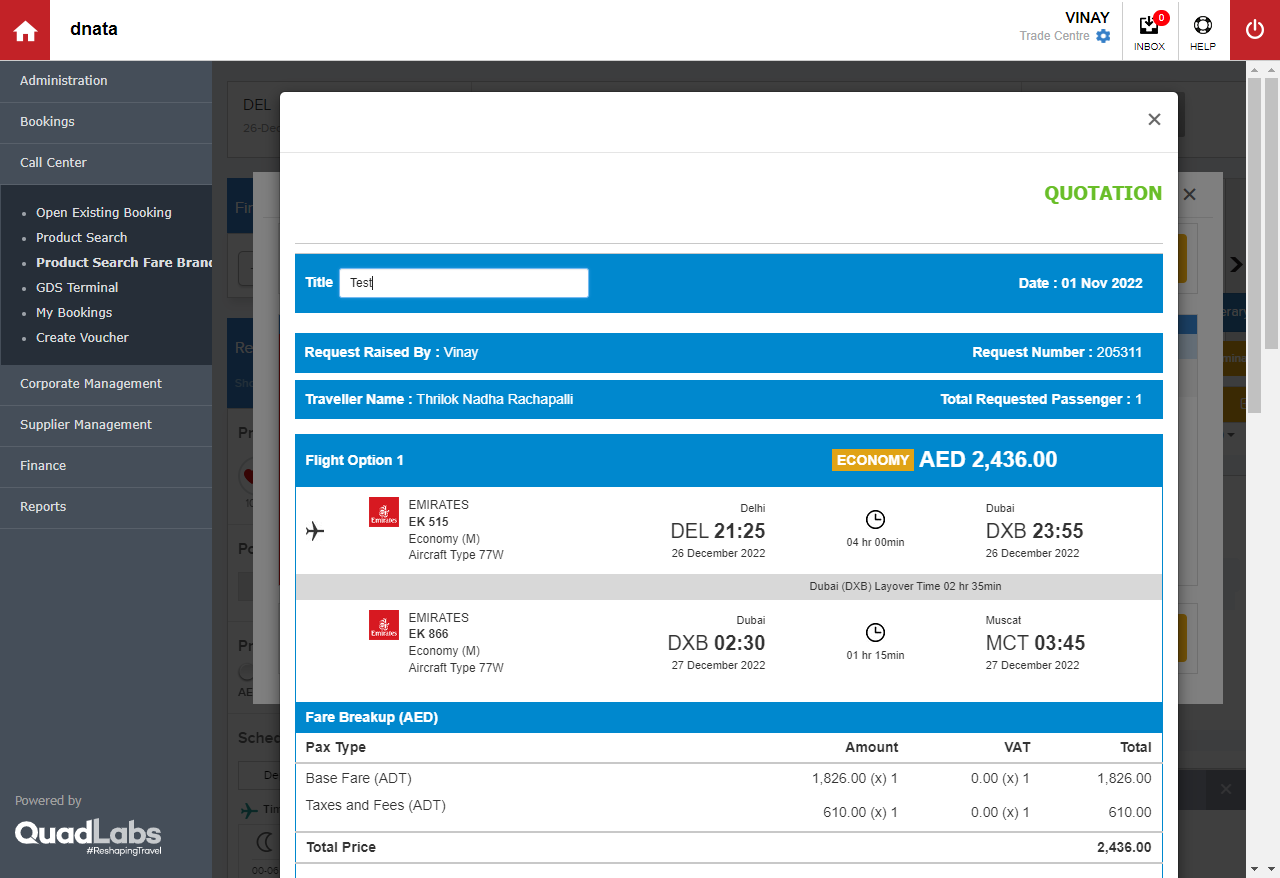 dnata
VINAY
Trade Centre
0
INBOX
HELP
Administration
Bookings
Call Center
Open Existing Booking
Product Search
Product Search Fare Brand
GDS Terminal
My Bookings
Create Voucher
Corporate Management
Supplier Management
Finance
Reports
Powered by
QuadLabs
#ReshapingTravel
DEL
26-Dec
×
QUOTATION
Title Test Date : 01 Nov 2022
Request Raised By : Vinay Request Number : 205311
Traveller Name : Thrilok Nadha Rachapalli Total Requested Passenger : 1
Flight Option 1 ECONOMY AED 2,436.00
EMIRATES
EK 515
Economy (M)
Aircraft Type 77W
Emirates
Delhi
DEL 21:25
26 December 2022
04 hr 00min
Dubai
DXB 23:55
26 December 2022
Dubai (DXB) Layover Time 02 hr 35min
EMIRATES
EK 866
Economy (M)
Aircraft Type 77W
Emirates
Dubai
DXB 02:30
27 December 2022
01 hr 15min
Muscat
MCT 03:45
27 December 2022
Fare Breakup (AED)
Pax Type Amount VAT Total
Base Fare (ADT) 1,826.00 (x) 1 0.00 (x) 1 1,826.00
Taxes and Fees (ADT) 610.00 (x) 1 0.00 (x) 1 610.00
Total Price 2,436.00